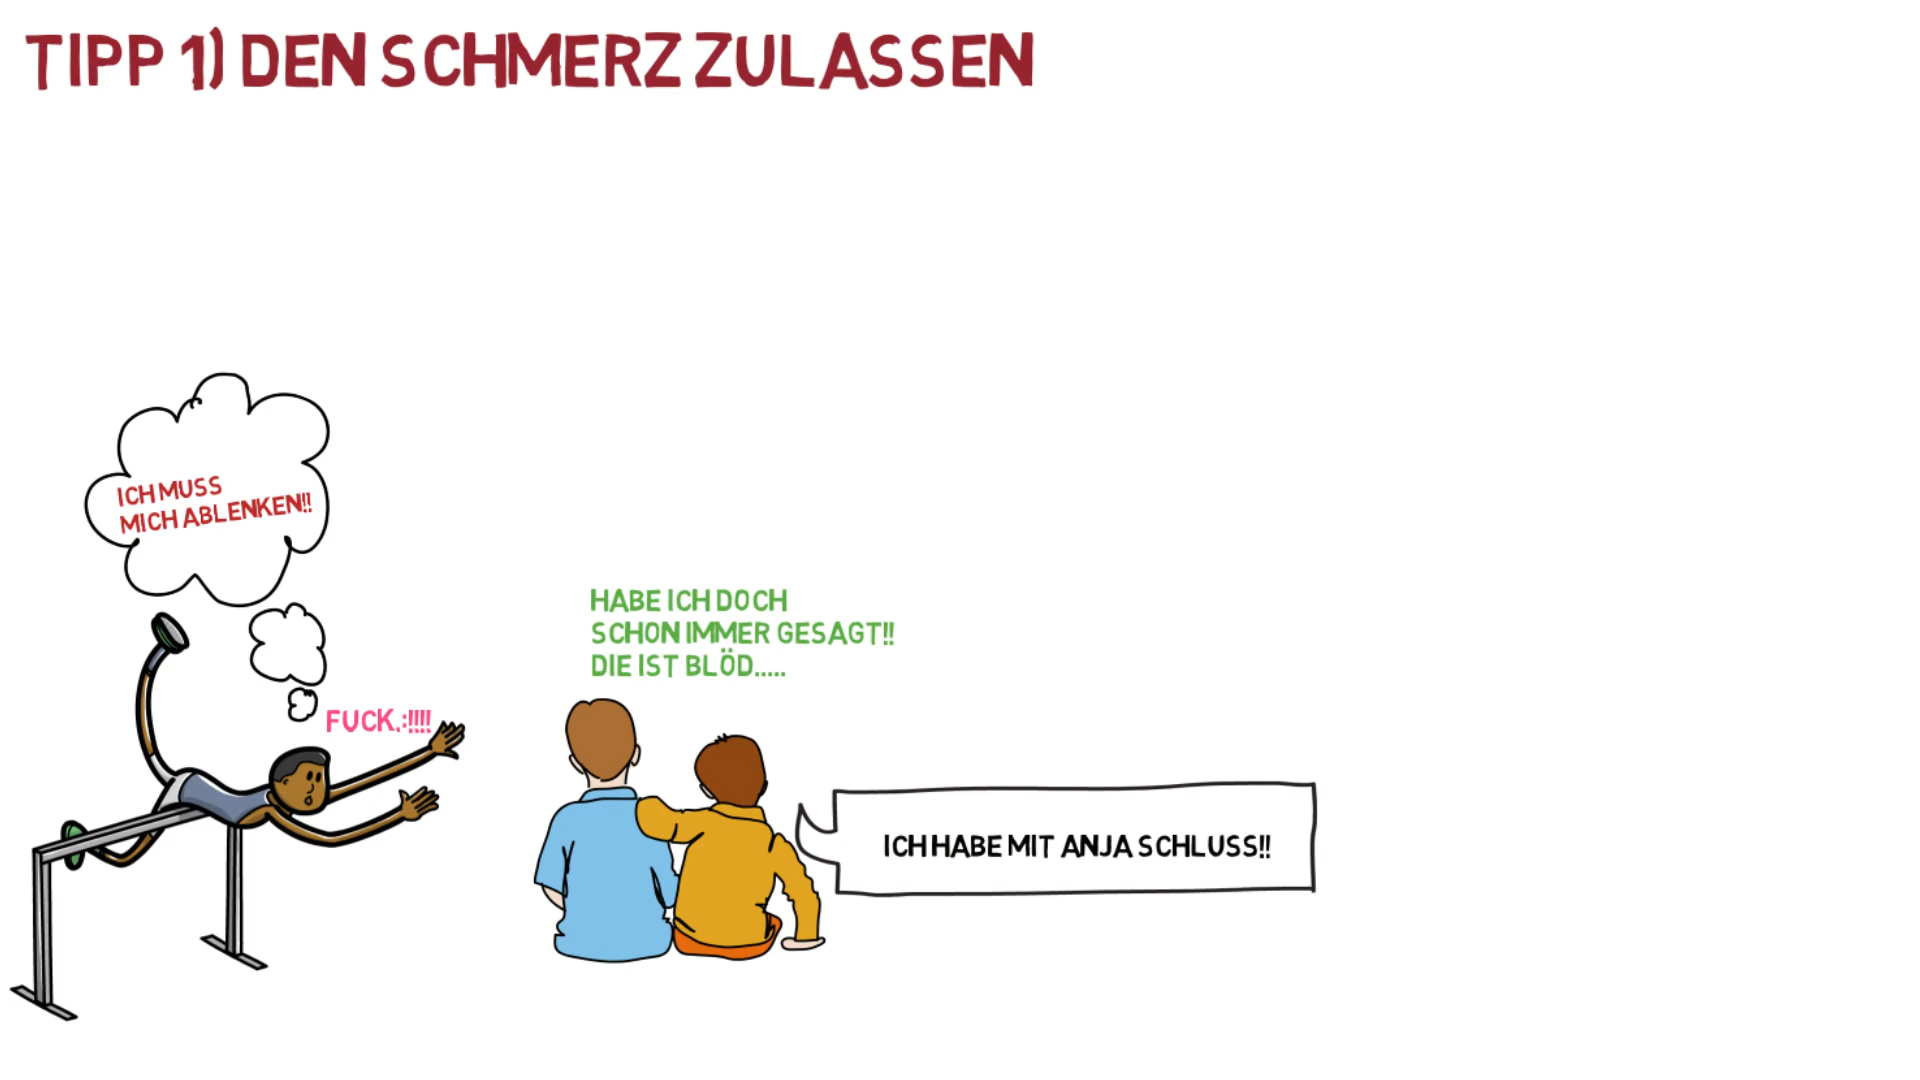 TIPP 1) DEN SCHMERZ ZULASSEN
ICH MUSS
MICH ABLENKEN!!
FUCK.:!!!!
HABE ICH DOCH
SCHON IMMER GESAGT!!
DIE IST BLÖD.....
ICH HABE MIT ANJA SCHLUSS!!